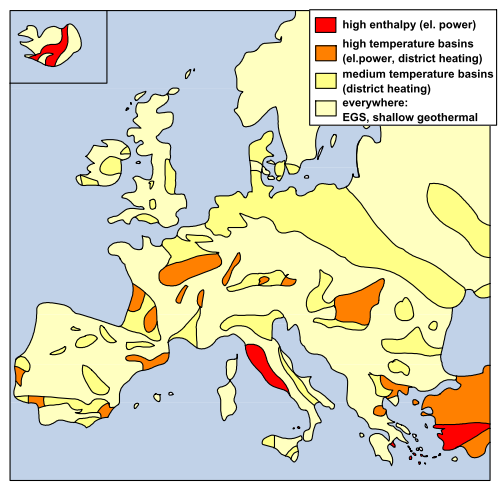 high enthalpy (el. power)
high temperature basins
(el.power, district heating)
medium temperature basins
(district heating)
everywhere:
EGS, shallow geothermal